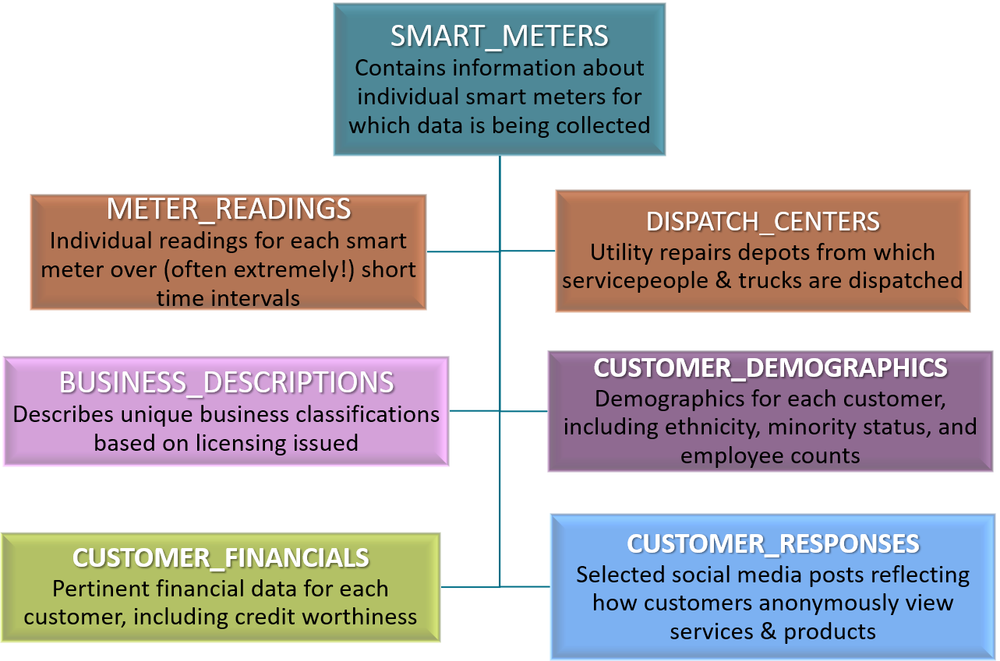 SMART_METERS
Contains information about
individual smart meters for
which data is being collected
METER_READINGS
Individual readings for each smart
meter over (often extremely!) short
time intervals
DISPATCH_CENTERS
Utility repairs depots from which
servicepeople & trucks are dispatched
BUSINESS_DESCRIPTIONS
Describes unique business classifications
based on licensing issued
CUSTOMER_DEMOGRAPHICS
Demographics for each customer,
including ethnicity, minority status, and
employee counts
CUSTOMER_FINANCIALS
Pertinent financial data for each
customer, including credit worthiness
CUSTOMER_RESPONSES
Selected social media posts reflecting
how customers anonymously view
services & products